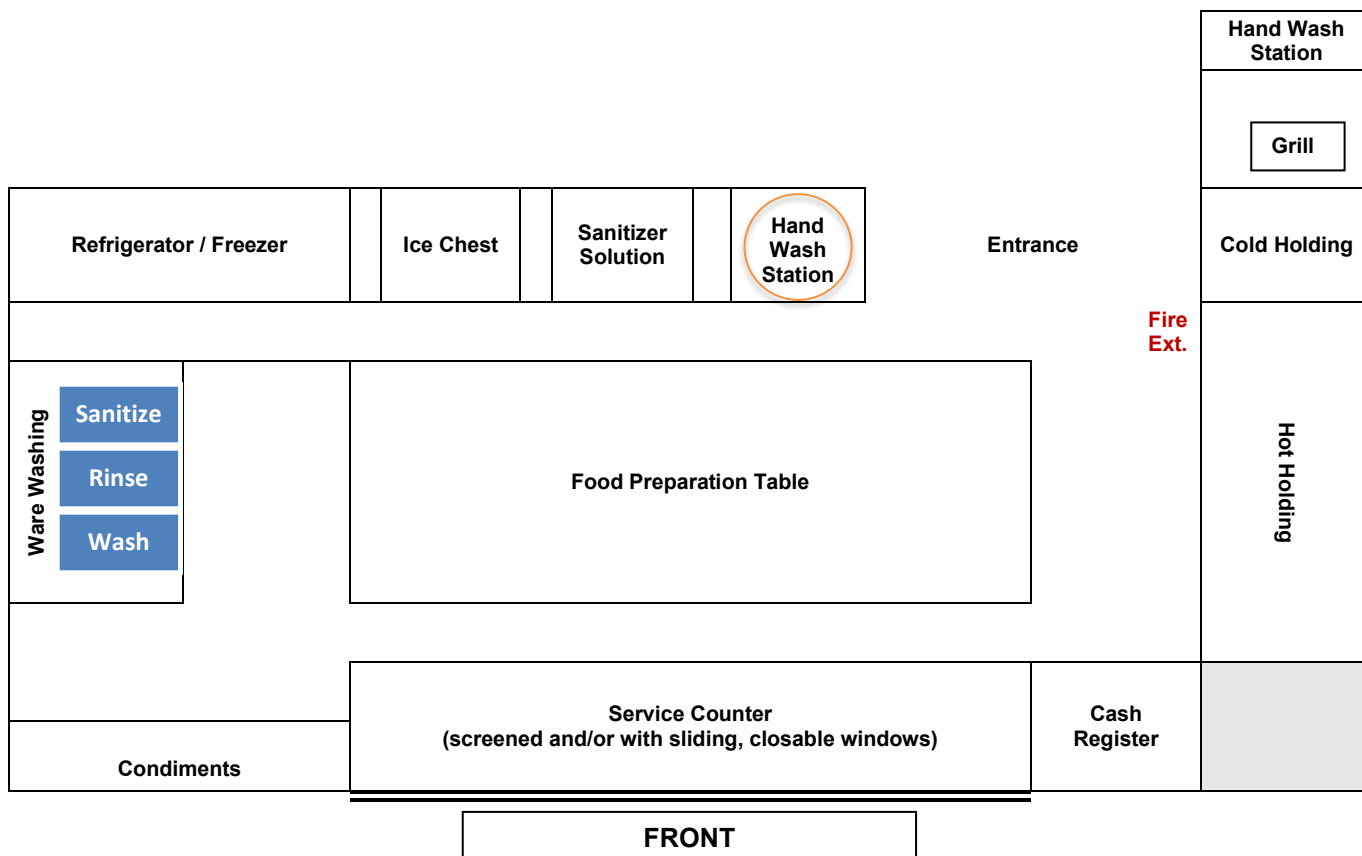 Hand Wash
Station
Grill
Refrigerator / Freezer
Ice Chest
Sanitizer
Solution
Hand
Wash
Station
Entrance
Cold Holding
Fire
Ext.
Ware Washing
Sanitize
Rinse
Wash
Food Preparation Table
Hot Holding
Service Counter
(screened and/or with sliding, closable windows)
Cash
Register
Condiments
FRONT